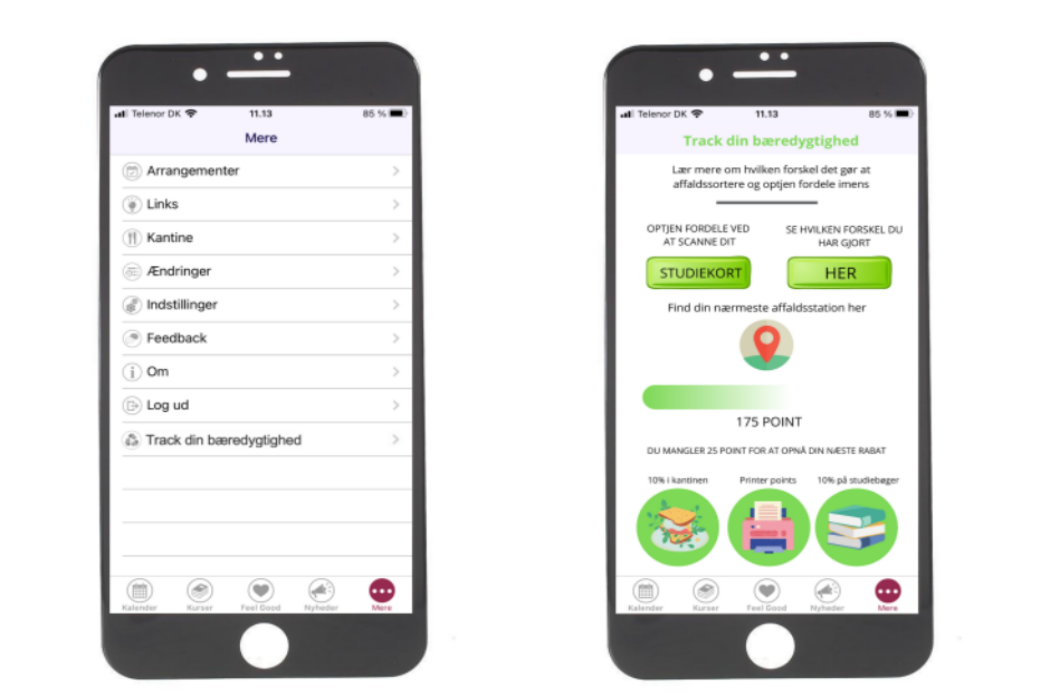 Telenor DK
11.13
85 %
Mere
Arrangementer
Links
Kantine
Ændringer
Indstillinger
Feedback
Om
Log ud
Track din bæredygtighed
Kalender
Kurser
Feel Good
Nyheder
Mere
Telenor DK
11.13
85 %
Track din bæredygtighed
Lær mere om hvilken forskel det gør at
affaldssortere og optjen fordele imens
OPTJEN FORDELE VED
AT SCANNE DIT
STUDIEKORT
SE HVILKEN FORSKEL DU
HAR GJORT
HER
Find din nærmeste affaldsstation her
175 POINT
DU MANGLER 25 POINT FOR AT OPNÅ DIN NÆSTE RABAT
10% i kantinen
Printer points
10% på studiebøger
Kalender
Kurser
Feel Good
Nyheder
Mere